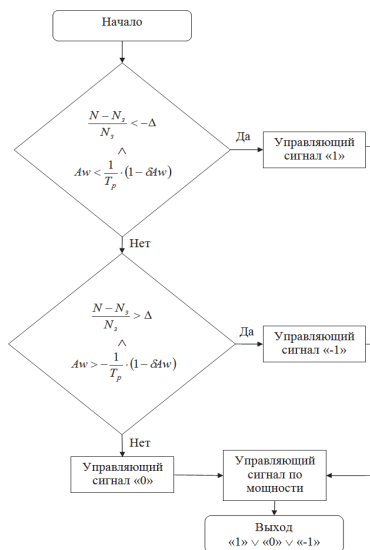 Начало
(N − N₃)/N₃ < −Δ
∧
Aw < 1/Tₚ · (1 − δAw)
Да
Управляющий
сигнал «1»
Нет
(N − N₃)/N₃ > Δ
∧
Aw > − 1/Tₚ · (1 − δAw)
Да
Управляющий
сигнал «-1»
Нет
Управляющий
сигнал «0»
Управляющий
сигнал по
мощности
Выход
«1» ∨ «0» ∨ «-1»